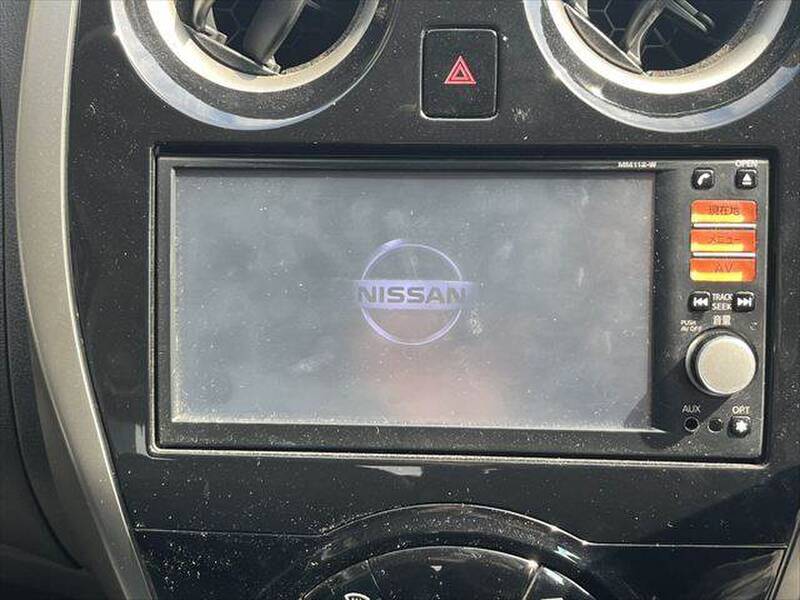 MM112-W
OPEN
現在地
メニュー
AV
TRACK
SEEK
PUSH
AV OFF
音量
NISSAN
AUX
OPT